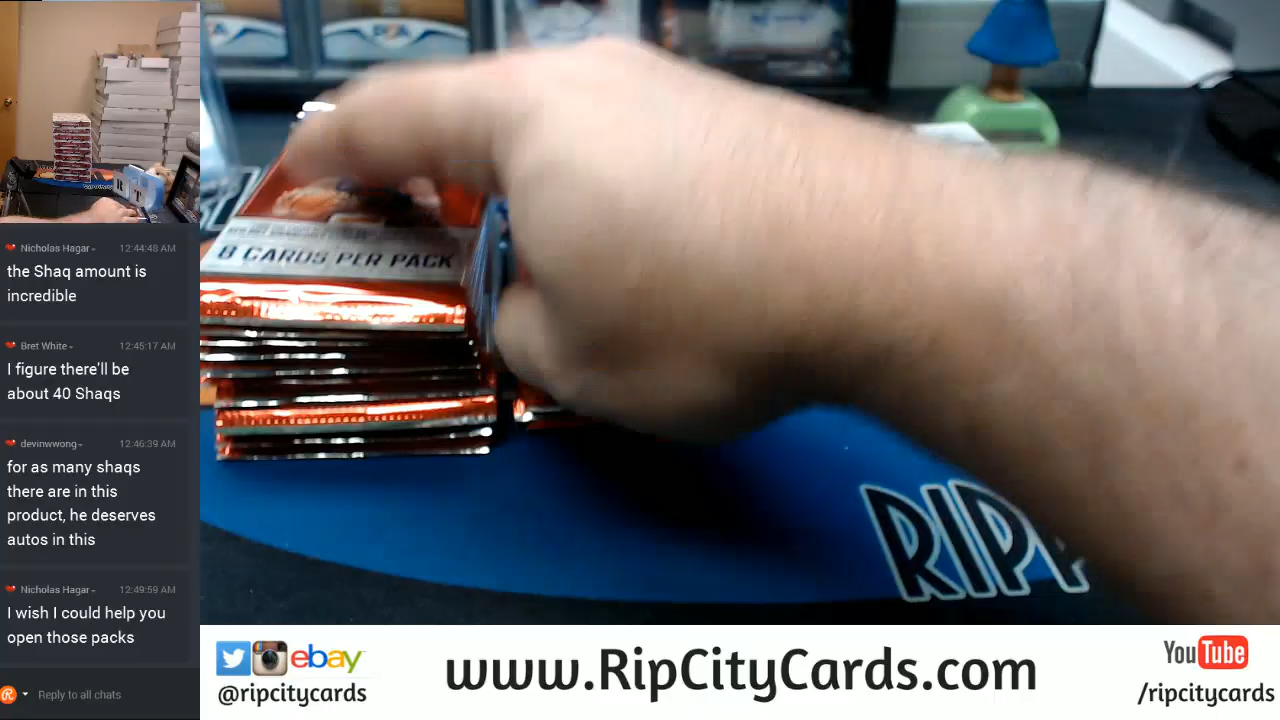 Nicholas Hagar 12:44:48 AM
the Shaq amount is
incredible
Bret White 12:45:17 AM
I figure there'll be
about 40 Shaqs
devinwwong 12:46:39 AM
for as many shaqs
there are in this
product, he deserves
autos in this
Nicholas Hagar 12:49:59 AM
I wish I could help you
open those packs
Reply to all chats
8 CARDS PER PACK
RIPP
ebay
@ripcitycards
www.RipCityCards.com
YouTube
/ripcitycards